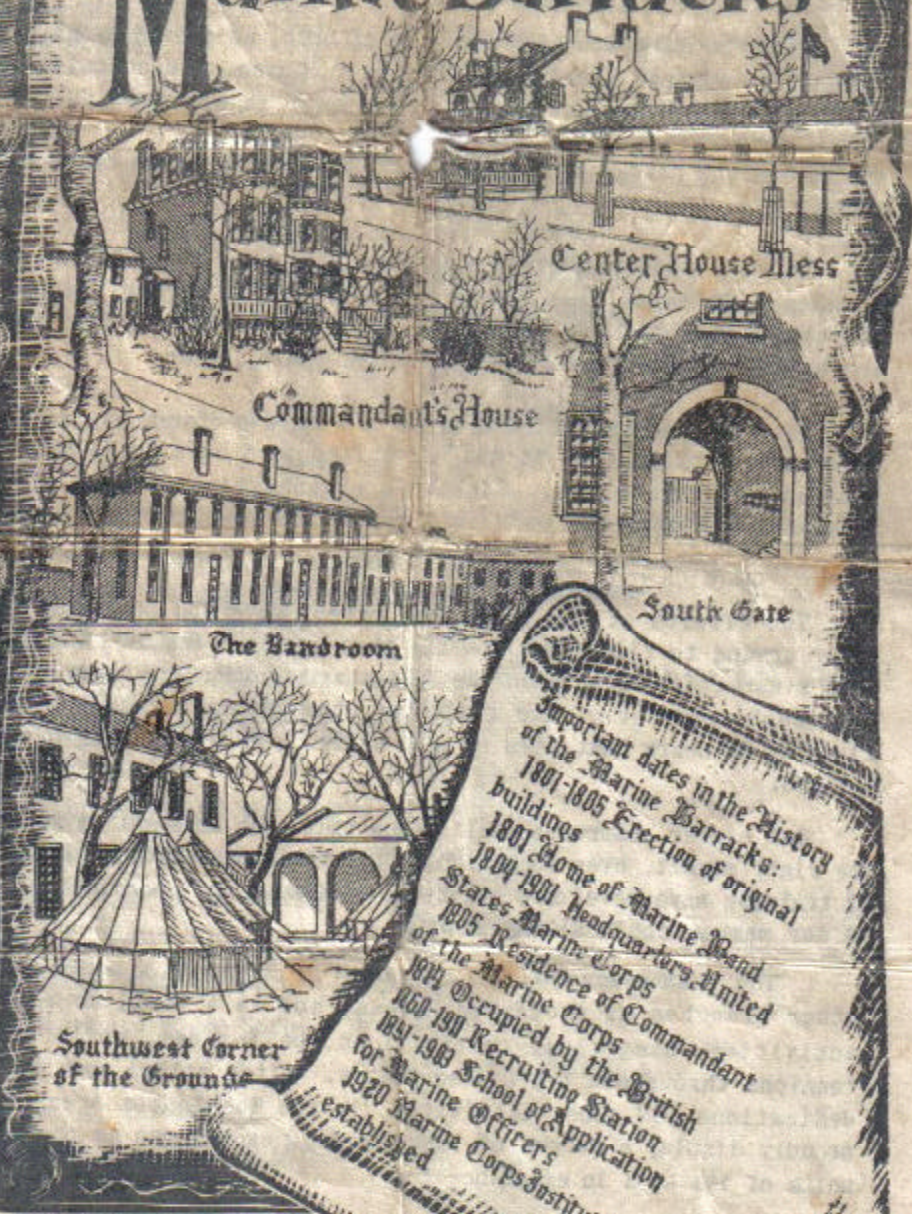 Marine Barracks
Center House Mess
Commandant's House
South Gate
The Bandroom
Southwest Corner
of the Grounds
Important dates in the History
of the Marine Barracks:
1801-1805 Erection of original
buildings
1801 Home of Marine Band
1804-1901 Headquarters, United
States Marine Corps
1805 Residence of Commandant
of the Marine Corps
1814 Occupied by the British
1860-1911 Recruiting Station
1891-1903 School of Application
for Marine Officers
1920 Marine Corps Institu
established